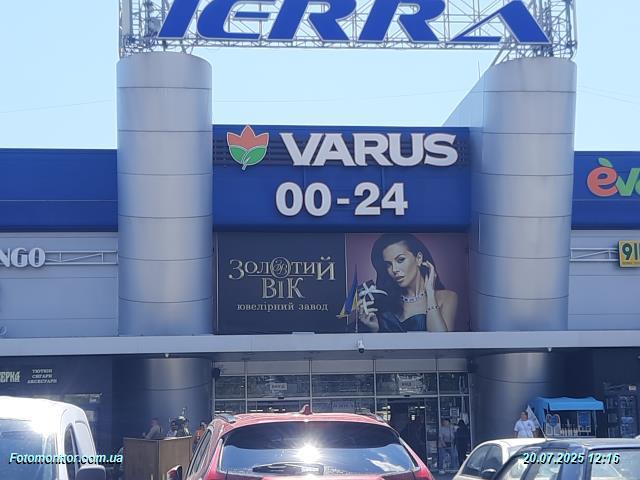 TERRA
VARUS
00-24
NGO
ЗОЛОТИЙ
ВІК
ювелірний завод
ТЮТЮН
СИГАРИ
АКСЕСУАРИ
Fotomonitor.com.ua
20.07.2025 12:16